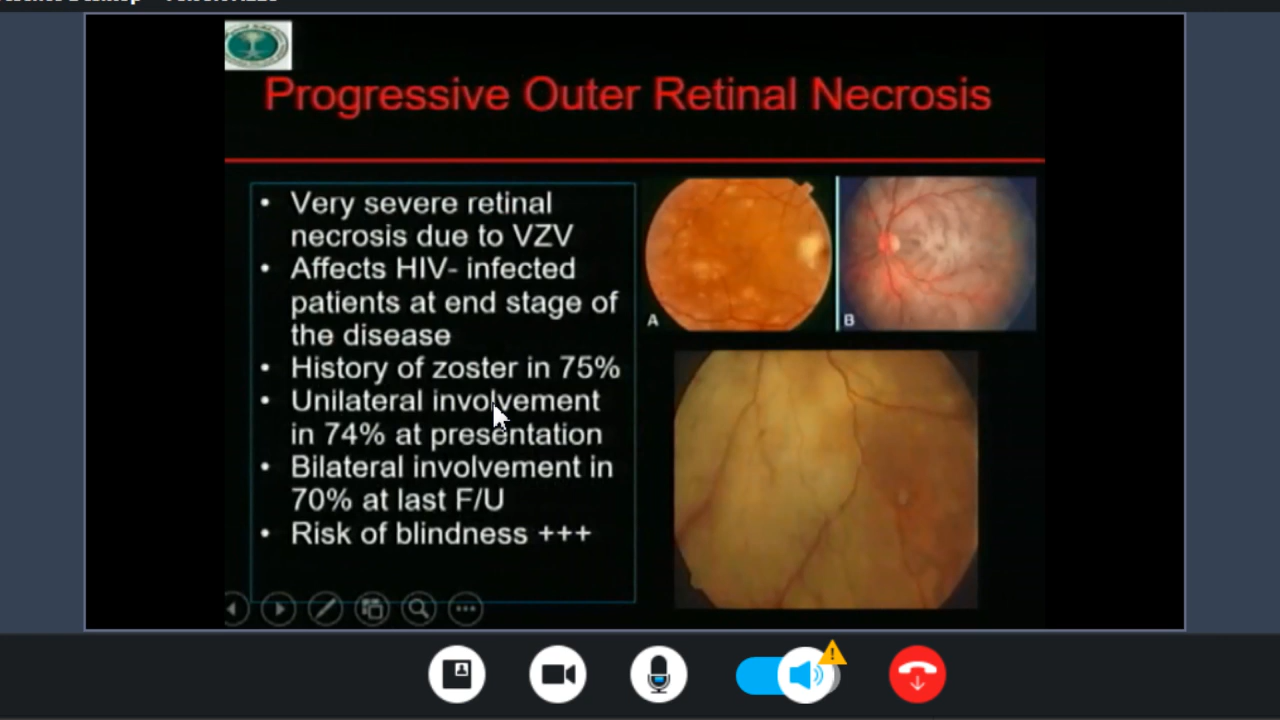 Progressive Outer Retinal Necrosis
• Very severe retinal
necrosis due to VZV
• Affects HIV- infected
patients at end stage of
the disease
• History of zoster in 75%
• Unilateral involvement
in 74% at presentation
• Bilateral involvement in
70% at last F/U
• Risk of blindness +++
A
B